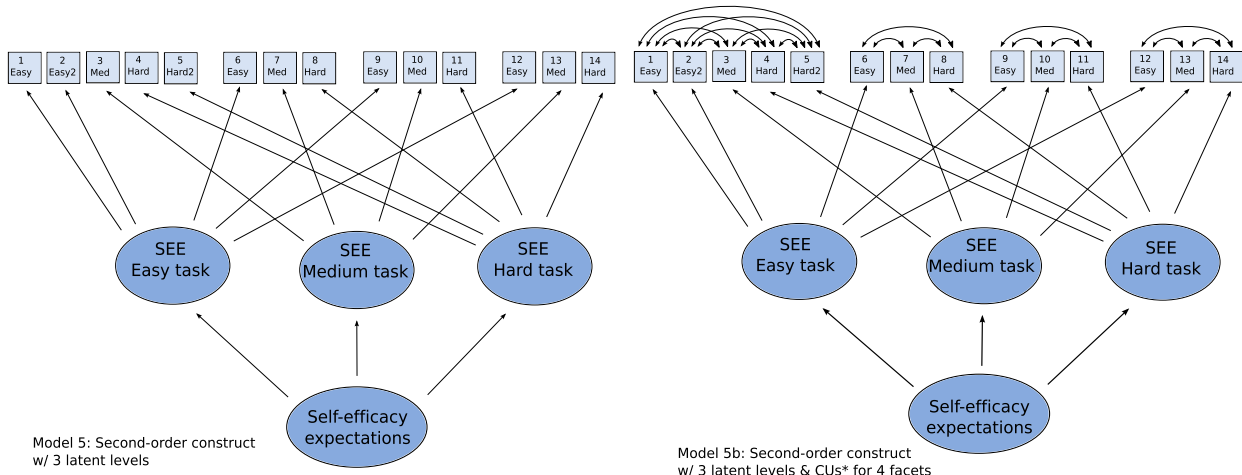 1 2 3 4 5 6 7 8 9 10 11 12 13 14
Easy Easy2 Med Hard Hard2 Easy Med Hard Easy Med Hard Easy Med Hard
SEE
Easy task
SEE
Medium task
SEE
Hard task
Self-efficacy
expectations
Model 5: Second-order construct
w/ 3 latent levels
1 2 3 4 5 6 7 8 9 10 11 12 13 14
Easy Easy2 Med Hard Hard2 Easy Med Hard Easy Med Hard Easy Med Hard
SEE
Easy task
SEE
Medium task
SEE
Hard task
Self-efficacy
expectations
Model 5b: Second-order construct
w/ 3 latent levels & CUs* for 4 facets